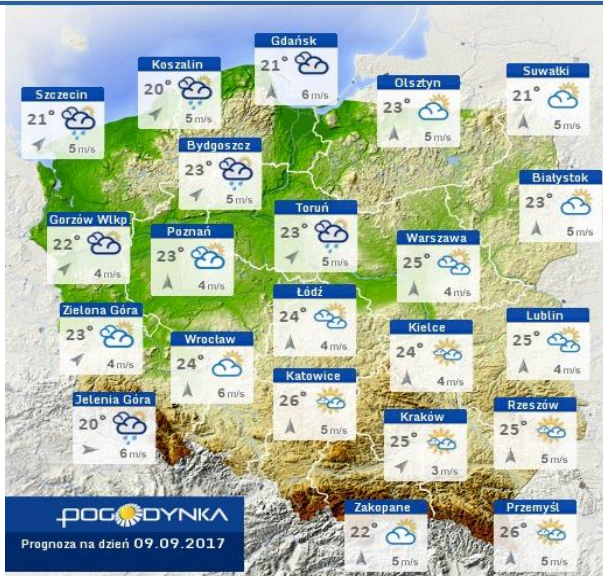 Gdańsk
21°
6 m/s
Koszalin
20°
5 m/s
Olsztyn
23°
5 m/s
Suwałki
21°
5 m/s
Szczecin
21°
5 m/s
Bydgoszcz
23°
5 m/s
Białystok
23°
5 m/s
Toruń
23°
5 m/s
Gorzów Wlkp
22°
4 m/s
Poznań
23°
4 m/s
Warszawa
25°
4 m/s
Łódź
24°
4 m/s
Zielona Góra
23°
4 m/s
Lublin
25°
4 m/s
Kielce
24°
4 m/s
Wrocław
24°
6 m/s
Katowice
26°
5 m/s
Jelenia Góra
20°
6 m/s
Rzeszów
25°
5 m/s
Kraków
25°
3 m/s
Zakopane
22°
5 m/s
Przemyśl
26°
5 m/s
POGODYNKA
Prognoza na dzień 09.09.2017